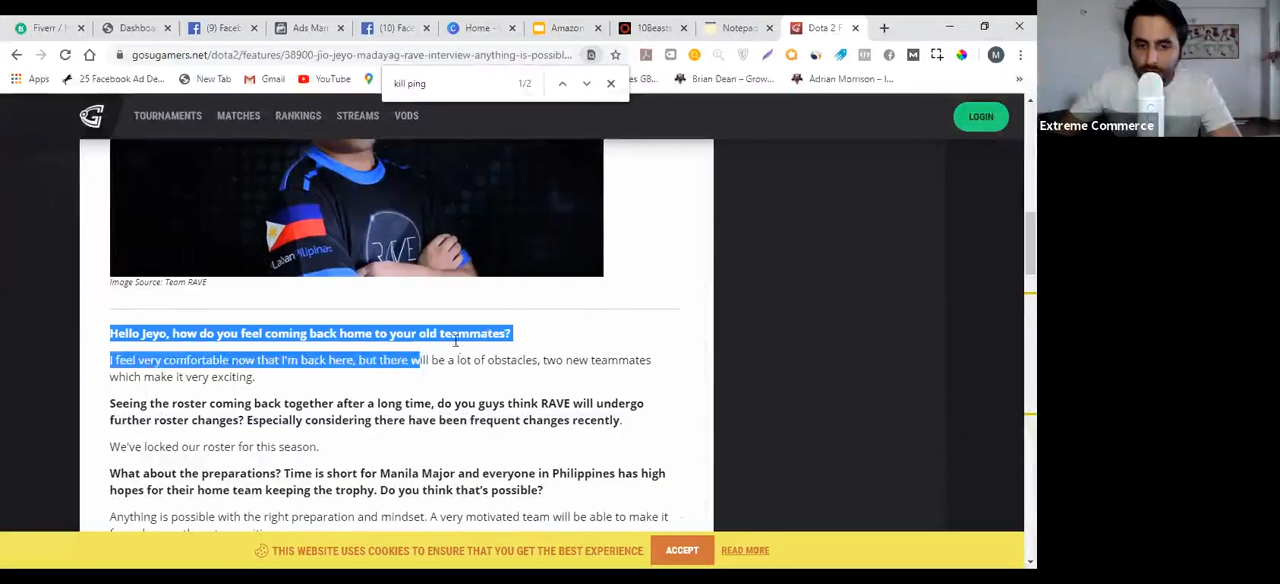 Fiverr /
Dashboa
(9) Faceb
Ads Man
(10) Face
Home -
Amazon
10Beasts
Notepad
Dota 2 F
gosugamers.net/dota2/features/38900-jio-jeyo-madayag-rave-interview-anything-is-possibl...
Apps
25 Facebook Ad De...
New Tab
Gmail
YouTube
es.GB...
Brian Dean – Grow...
Adrian Morrison – I...
kill ping
1/2
TOURNAMENTS
MATCHES
RANKINGS
STREAMS
VODS
LOGIN
Extreme Commerce
RAVE
Laban Pilipinas
Image Source: Team RAVE
Hello Jeyo, how do you feel coming back home to your old teammates?
I feel very comfortable now that I'm back here, but there will be a lot of obstacles, two new teammates
which make it very exciting.
Seeing the roster coming back together after a long time, do you guys think RAVE will undergo
further roster changes? Especially considering there have been frequent changes recently.
We've locked our roster for this season.
What about the preparations? Time is short for Manila Major and everyone in Philippines has high
hopes for their home team keeping the trophy. Do you think that's possible?
Anything is possible with the right preparation and mindset. A very motivated team will be able to make it
THIS WEBSITE USES COOKIES TO ENSURE THAT YOU GET THE BEST EXPERIENCE
ACCEPT
READ MORE